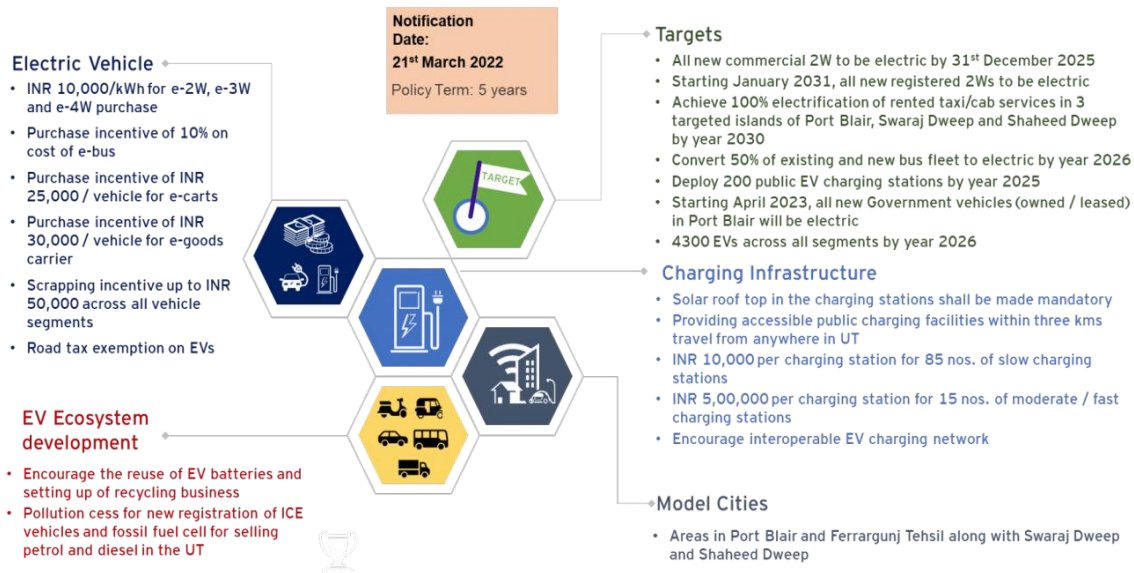 Notification
Date:
21st March 2022
Policy Term: 5 years
Electric Vehicle
• INR 10,000/kWh for e-2W, e-3W
and e-4W purchase
• Purchase incentive of 10% on
cost of e-bus
• Purchase incentive of INR
25,000 / vehicle for e-carts
• Purchase incentive of INR
30,000 / vehicle for e-goods
carrier
• Scrapping incentive up to INR
50,000 across all vehicle
segments
• Road tax exemption on EVs
EV Ecosystem
development
• Encourage the reuse of EV batteries and
setting up of recycling business
• Pollution cess for new registration of ICE
vehicles and fossil fuel cell for selling
petrol and diesel in the UT
TARGET
Targets
• All new commercial 2W to be electric by 31st December 2025
• Starting January 2031, all new registered 2Ws to be electric
• Achieve 100% electrification of rented taxi/cab services in 3
targeted islands of Port Blair, Swaraj Dweep and Shaheed Dweep
by year 2030
• Convert 50% of existing and new bus fleet to electric by year 2026
• Deploy 200 public EV charging stations by year 2025
• Starting April 2023, all new Government vehicles (owned / leased)
in Port Blair will be electric
• 4300 EVs across all segments by year 2026
Charging Infrastructure
• Solar roof top in the charging stations shall be made mandatory
• Providing accessible public charging facilities within three kms
travel from anywhere in UT
• INR 10,000 per charging station for 85 nos. of slow charging
stations
• INR 5,00,000 per charging station for 15 nos. of moderate / fast
charging stations
• Encourage interoperable EV charging network
Model Cities
• Areas in Port Blair and Ferrargunj Tehsil along with Swaraj Dweep
and Shaheed Dweep